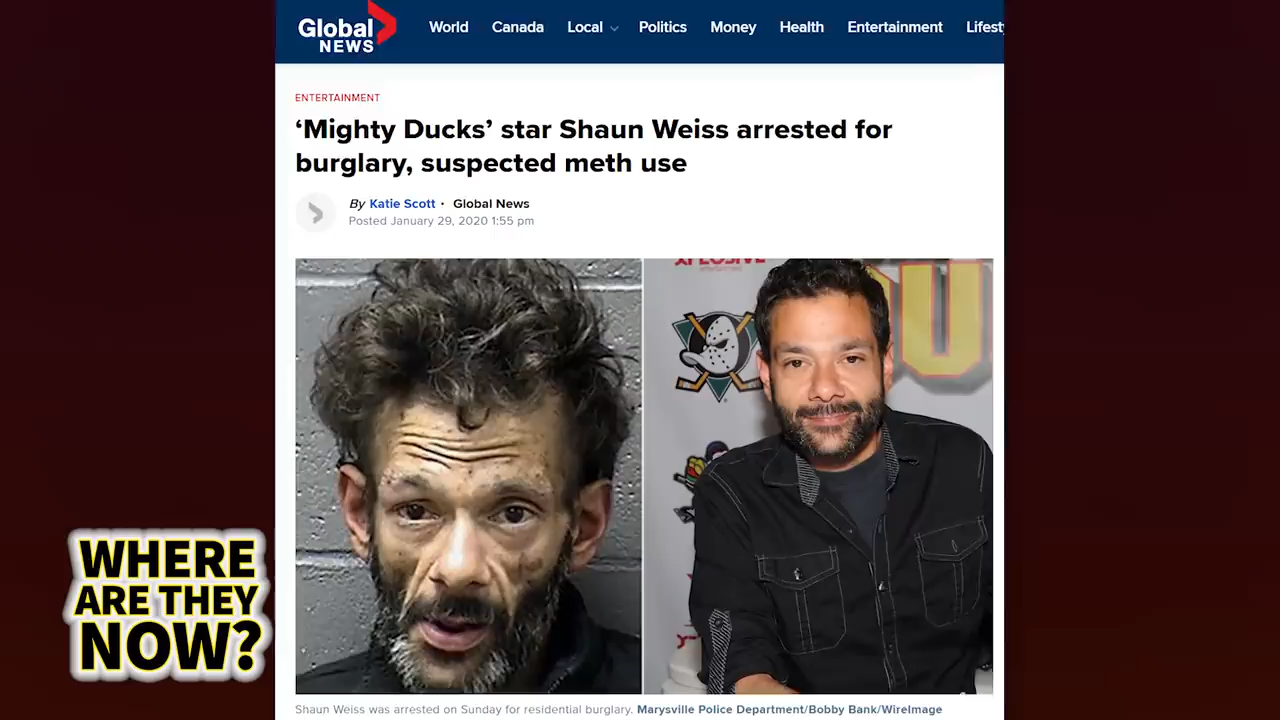 Global
NEWS
World Canada Local Politics Money Health Entertainment Lifesty
ENTERTAINMENT
‘Mighty Ducks’ star Shaun Weiss arrested for
burglary, suspected meth use
By Katie Scott · Global News
Posted January 29, 2020 1:55 pm
XPLOSIVE
U
WHERE
ARE THEY
NOW?
Shaun Weiss was arrested on Sunday for residential burglary. Marysville Police Department/Bobby Bank/WireImage